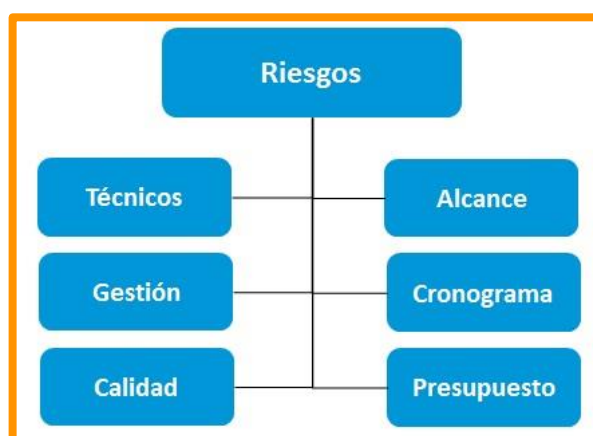 Riesgos
Técnicos
Alcance
Gestión
Cronograma
Calidad
Presupuesto